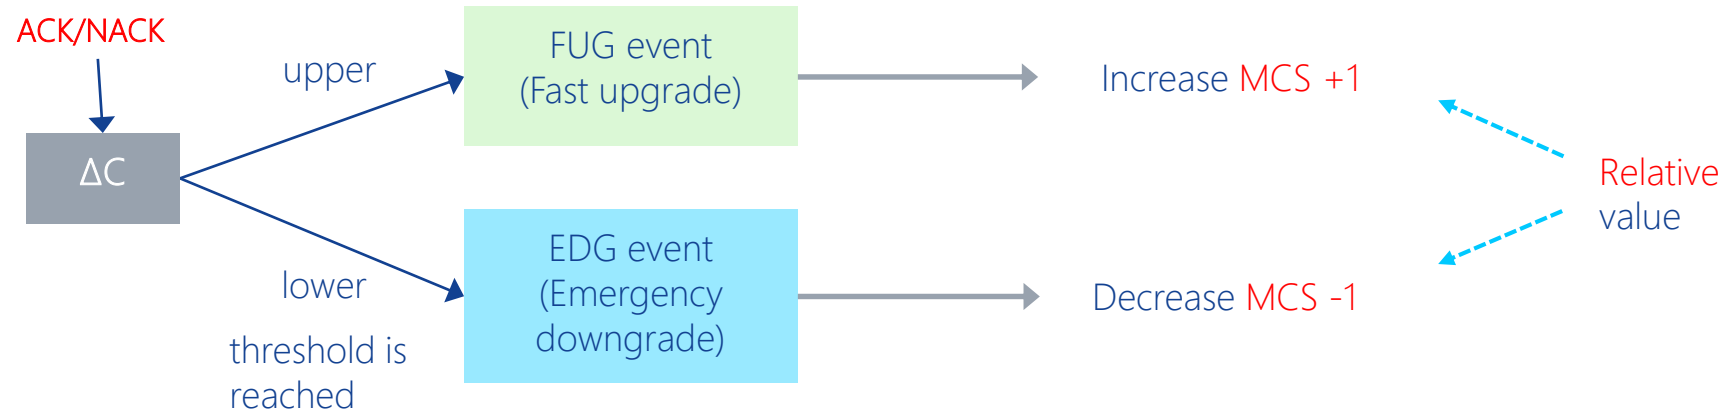 ACK/NACK
ΔC
upper
lower
threshold is
reached
FUG event
(Fast upgrade)
EDG event
(Emergency
downgrade)
Increase MCS +1
Decrease MCS -1
Relative
value